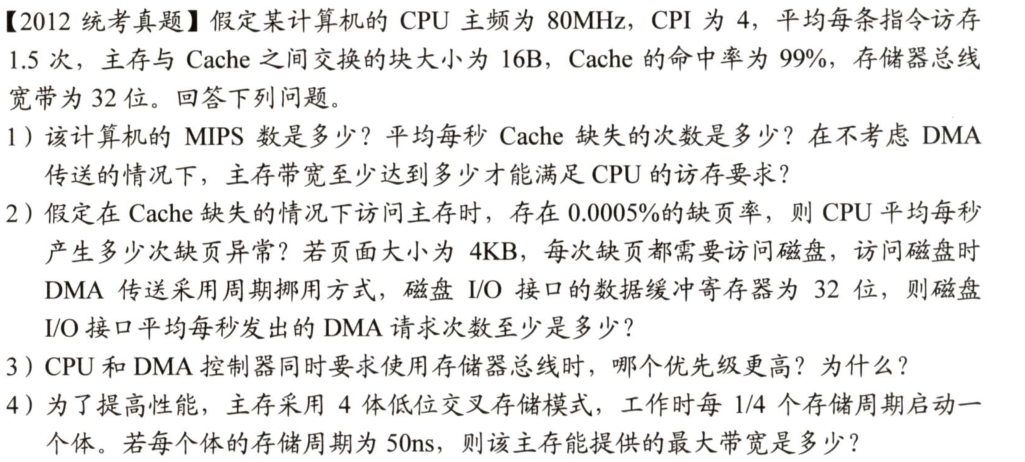 【2012 统考真题】假定某计算机的 CPU 主频为 80MHz，CPI 为 4，平均每条指令访存
1.5 次，主存与 Cache 之间交换的块大小为 16B，Cache 的命中率为 99%，存储器总线
宽带为 32 位。回答下列问题。
1）该计算机的 MIPS 数是多少？平均每秒 Cache 缺失的次数是多少？在不考虑 DMA
传送的情况下，主存带宽至少达到多少才能满足 CPU 的访存要求？
2）假定在 Cache 缺失的情况下访问主存时，存在 0.0005%的缺页率，则 CPU 平均每秒
产生多少次缺页异常？若页面大小为 4KB，每次缺页都需要访问磁盘，访问磁盘时
DMA 传送采用周期挪用方式，磁盘 I/O 接口的数据缓冲寄存器为 32 位，则磁盘
I/O 接口平均每秒发出的 DMA 请求次数至少是多少？
3）CPU 和 DMA 控制器同时要求使用存储器总线时，哪个优先级更高？为什么？
4）为了提高性能，主存采用 4 体低位交叉存储模式，工作时每 1/4 个存储周期启动一
个体。若每个体的存储周期为 50ns，则该主存能提供的最大带宽是多少？